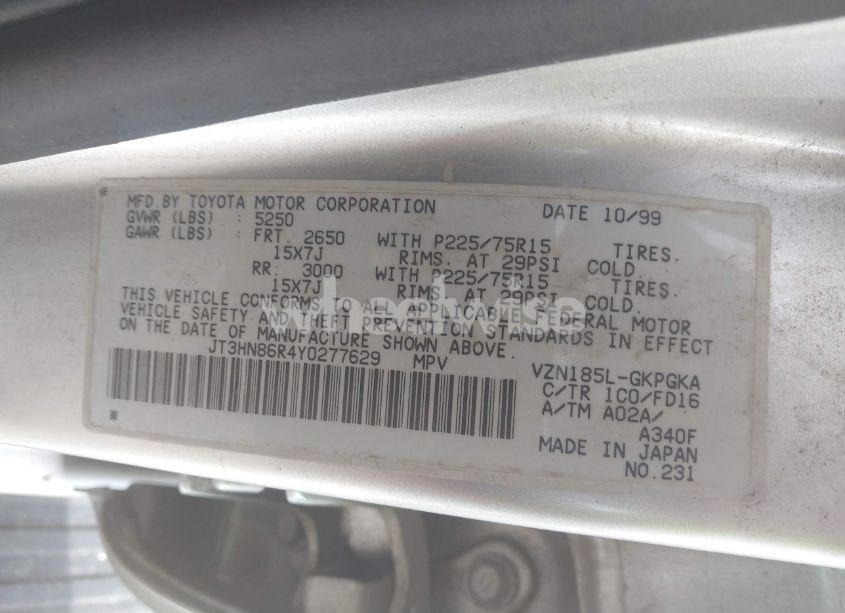 MFD.BY TOYOTA MOTOR CORPORATION DATE 10/99
GVWR (LBS) : 5250
GAWR (LBS) : FRT. 2650 WITH P225/75R15 TIRES.
15X7J RIMS. AT 29PSI COLD.
RR. 3000 WITH P225/75R15 TIRES.
15X7J RIMS. AT 29PSI COLD.
THIS VEHICLE CONFORMS TO ALL APPLICABLE FEDERAL MOTOR
VEHICLE SAFETY AND THEFT PREVENTION STANDARDS IN EFFECT
ON THE DATE OF MANUFACTURE SHOWN ABOVE.
JT3HN86R4Y0277629 MPV
VZN185L-GKPGKA
C/TR 1C0/FD16
A/TM A02A/
A340F
MADE IN JAPAN
NO.231
wheelwise